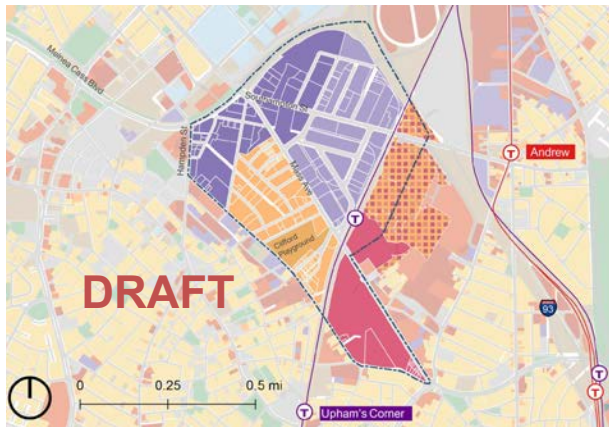 Melnea Cass Blvd
Southampton St
Hampden St
Mass Ave
T
Andrew
T
Clifford
Playground
DRAFT
93
0 0.25 0.5 mi
T
T
T Upham's Corner